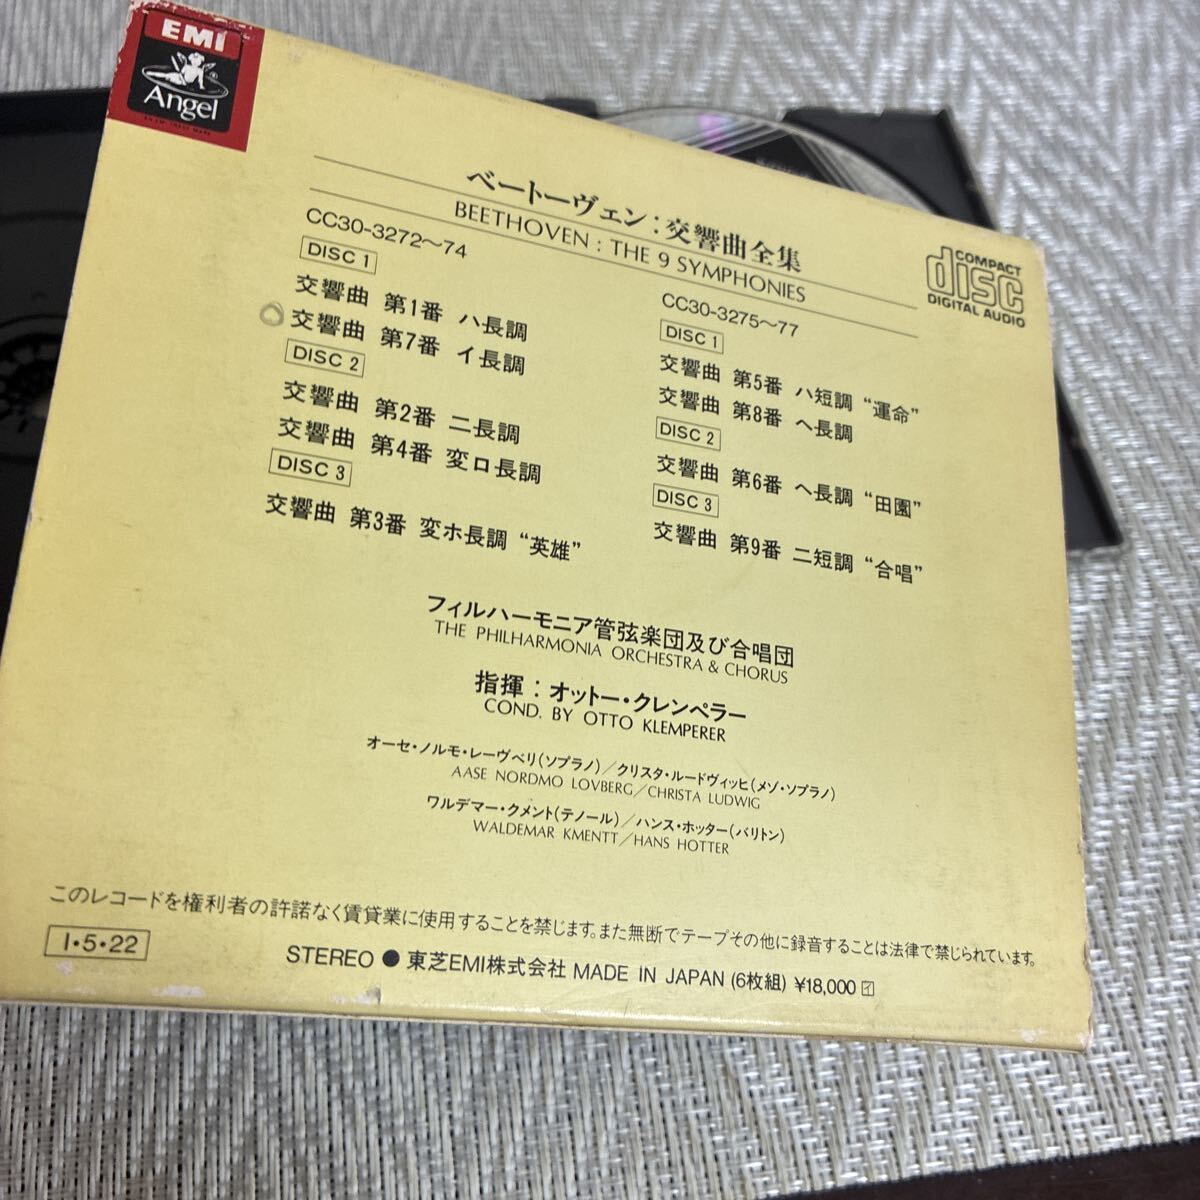 EMI
Angel
ベートーヴェン：交響曲全集
BEETHOVEN : THE 9 SYMPHONIES
COMPACT
disc
DIGITAL AUDIO
CC30-3272〜74
DISC 1
交響曲 第1番 ハ長調
交響曲 第7番 イ長調
DISC 2
交響曲 第2番 ニ長調
交響曲 第4番 変ロ長調
DISC 3
交響曲 第3番 変ホ長調 “英雄”
CC30-3275〜77
DISC 1
交響曲 第5番 ハ短調 “運命”
交響曲 第8番 ヘ長調
DISC 2
交響曲 第6番 ヘ長調 “田園”
DISC 3
交響曲 第9番 ニ短調 “合唱”
フィルハーモニア管弦楽団及び合唱団
THE PHILHARMONIA ORCHESTRA & CHORUS
指揮：オットー・クレンペラー
COND. BY OTTO KLEMPERER
オーセ・ノルモ・レーヴベリ(ソプラノ)／クリスタ・ルードヴィッヒ(メゾ・ソプラノ)
AASE NORDMO LOVBERG／CHRISTA LUDWIG
ワルデマー・クメント(テノール)／ハンス・ホッター(バリトン)
WALDEMAR KMENTT／HANS HOTTER
このレコードを権利者の許諾なく賃貸業に使用することを禁じます。また無断でテープその他に録音することは法律で禁じられています。
I・5・22
STEREO ● 東芝EMI株式会社 MADE IN JAPAN (6枚組) ¥18,000 イ